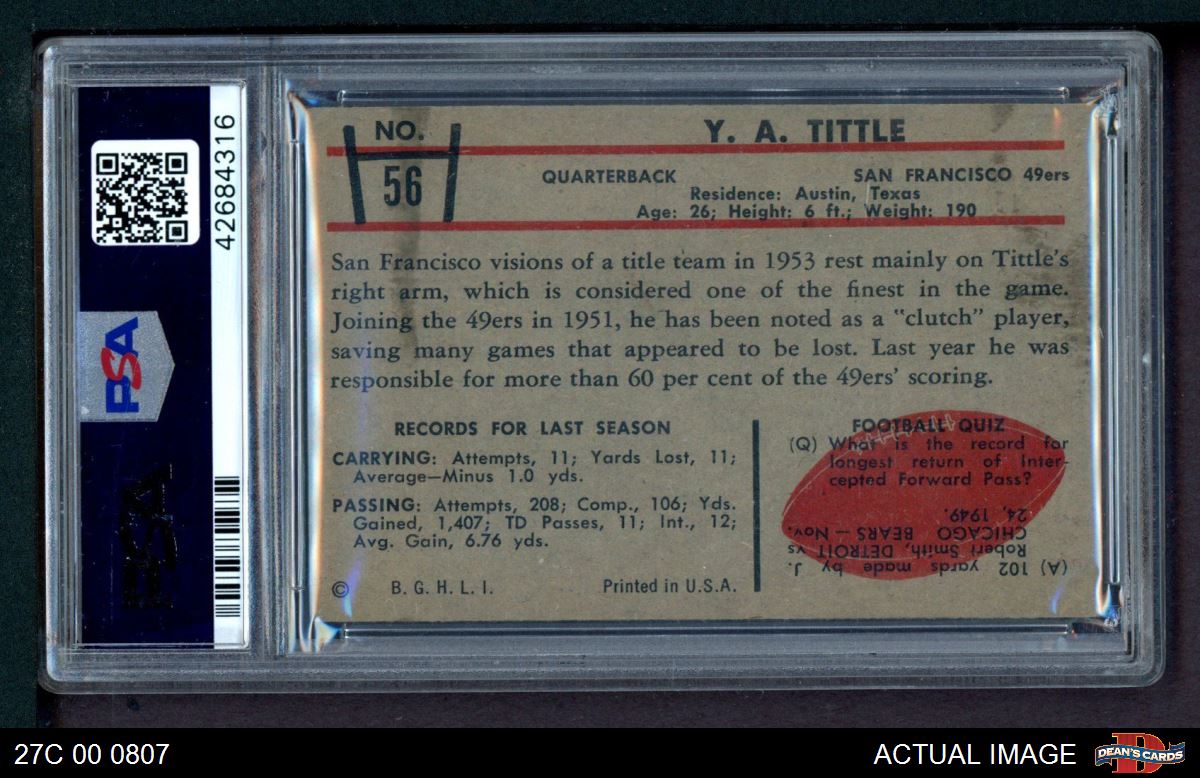 42684316
PSA
PSA
NO.
56
Y. A. TITTLE
QUARTERBACK SAN FRANCISCO 49ers
Residence: Austin, Texas
Age: 26; Height: 6 ft.; Weight: 190
San Francisco visions of a title team in 1953 rest mainly on Tittle's
right arm, which is considered one of the finest in the game.
Joining the 49ers in 1951, he has been noted as a "clutch" player,
saving many games that appeared to be lost. Last year he was
responsible for more than 60 per cent of the 49ers' scoring.
RECORDS FOR LAST SEASON
CARRYING: Attempts, 11; Yards Lost, 11;
Average—Minus 1.0 yds.
PASSING: Attempts, 208; Comp., 106; Yds.
Gained, 1,407; TD Passes, 11; Int., 12;
Avg. Gain, 6.76 yds.
© B. G. H. L. I. Printed in U.S.A.
FOOTBALL QUIZ
(Q) What is the record for
longest return of Inter-
cepted Forward Pass?
(A) 102 yards made by J.
Robert Smith, DETROIT vs
CHICAGO BEARS — Nov.
24, 1949.
27C 00 0807
ACTUAL IMAGE
D
DEAN'S CARDS